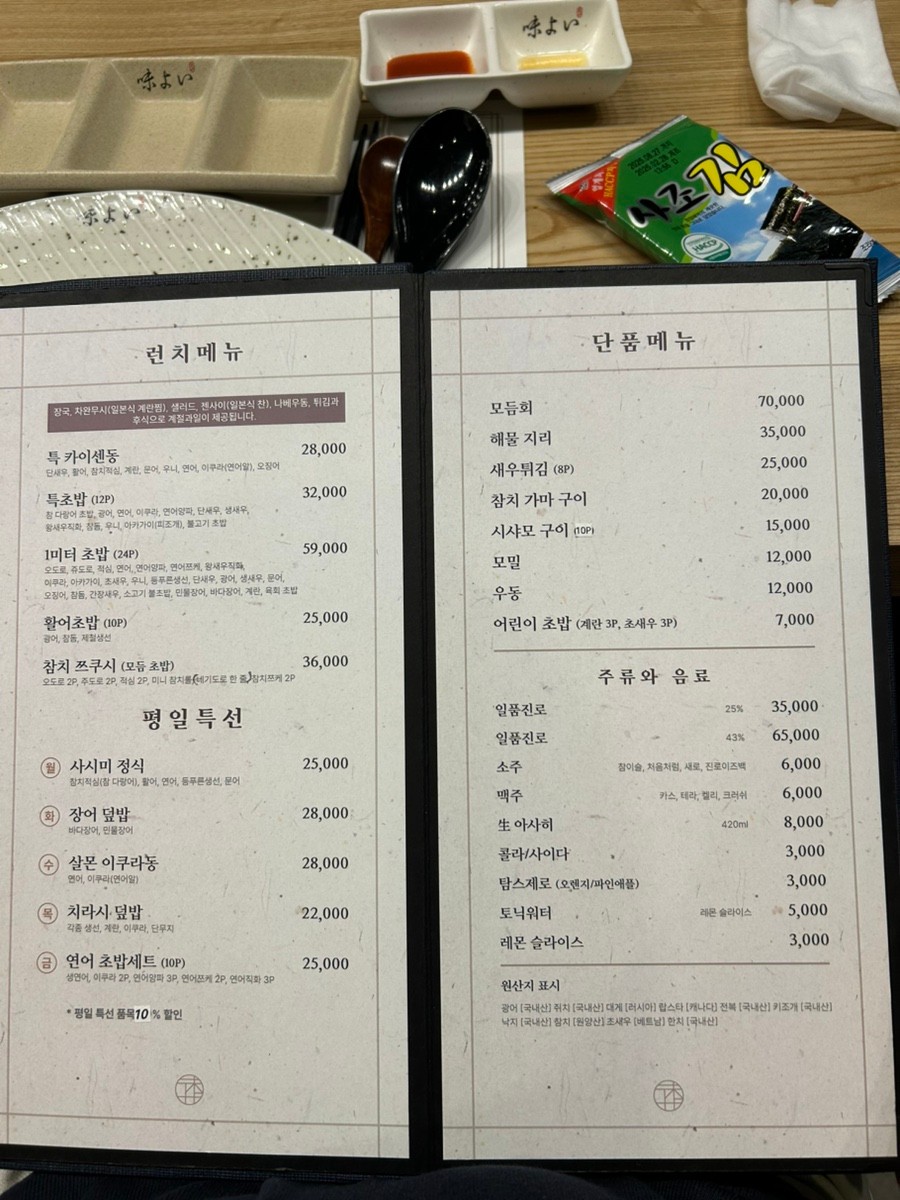 味よい
味よい
味よい
사조김
HACCP
런치메뉴
장국, 차완무시(일본식 계란찜), 샐러드, 젠사이(일본식 찬), 나베우동, 튀김과
후식으로 계절과일이 제공됩니다.
특 카이센동 28,000
단새우, 활어, 참치적심, 계란, 문어, 우니, 연어, 이쿠라(연어알), 오징어
특초밥 (12P) 32,000
참 다랑어 초밥, 광어, 연어, 이쿠라, 연어양파, 단새우, 생새우,
왕새우직화, 참돔, 우니, 아카가이(피조개), 불고기 초밥
1미터 초밥 (24P) 59,000
오도로, 쥬도로, 적심, 연어, 연어양파, 연어쯔케, 왕새우직화,
이쿠라, 아카가이, 초새우, 우니, 등푸른생선, 단새우, 광어, 생새우, 문어,
오징어, 참돔, 간장새우, 소고기 불초밥, 민물장어, 바다장어, 계란, 육회 초밥
활어초밥 (10P) 25,000
광어, 참돔, 제철생선
참치 쯔쿠시 (모듬 초밥) 36,000
오도로 2P, 주도로 2P, 적심 2P, 미니 참치롤(네기도로 한 줄) 참치쯔케 2P
평일특선
월 사시미 정식 25,000
참치적심(참 다랑어), 활어, 연어, 등푸른생선, 문어
화 장어 덮밥 28,000
바다장어, 민물장어
수 살몬 이쿠라동 28,000
연어, 이쿠라(연어알)
목 치라시 덮밥 22,000
각종 생선, 계란, 이쿠라, 단무지
금 연어 초밥세트 (10P) 25,000
생연어, 이쿠라 2P, 연어양파 3P, 연어쯔케 2P, 연어직화 3P
* 평일 특선 품목10 % 할인
단품메뉴
모듬회 70,000
해물 지리 35,000
새우튀김 (8P) 25,000
참치 가마 구이 20,000
시샤모 구이 (10P) 15,000
모밀 12,000
우동 12,000
어린이 초밥 (계란 3P, 초새우 3P) 7,000
주류와 음료
일품진로 25% 35,000
일품진로 43% 65,000
소주 참이슬, 처음처럼, 새로, 진로이즈백 6,000
맥주 카스, 테라, 켈리, 크러쉬 6,000
生 아사히 420ml 8,000
콜라/사이다 3,000
탐스제로 (오렌지/파인애플) 3,000
토닉워터 레몬 슬라이스 5,000
레몬 슬라이스 3,000
원산지 표시
광어 [국내산] 쥐치 [국내산] 대게 [러시아] 랍스타 [캐나다] 전복 [국내산] 키조개 [국내산]
낙지 [국내산] 참치 [원양산] 초새우 [베트남] 한치 [국내산]